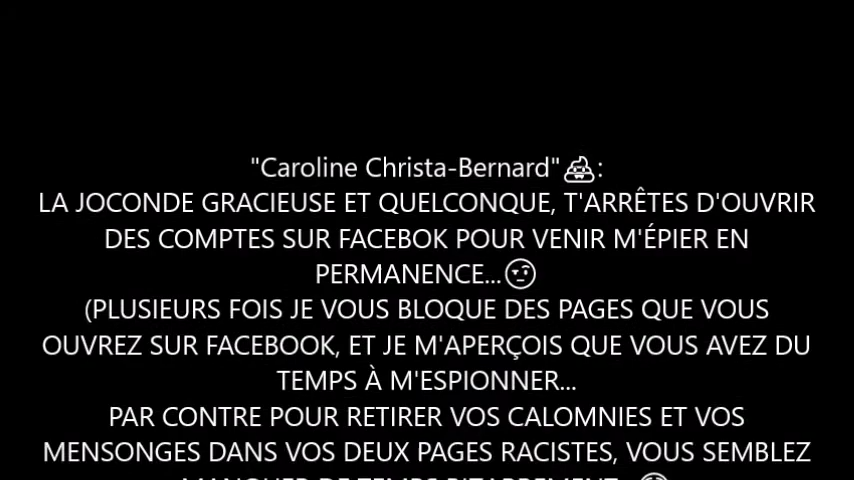 "Caroline Christa-Bernard"💩:
LA JOCONDE GRACIEUSE ET QUELCONQUE, T'ARRÊTES D'OUVRIR
DES COMPTES SUR FACEBOK POUR VENIR M'ÉPIER EN
PERMANENCE...🤨
(PLUSIEURS FOIS JE VOUS BLOQUE DES PAGES QUE VOUS
OUVREZ SUR FACEBOOK, ET JE M'APERÇOIS QUE VOUS AVEZ DU
TEMPS À M'ESPIONNER...
PAR CONTRE POUR RETIRER VOS CALOMNIES ET VOS
MENSONGES DANS VOS DEUX PAGES RACISTES, VOUS SEMBLEZ